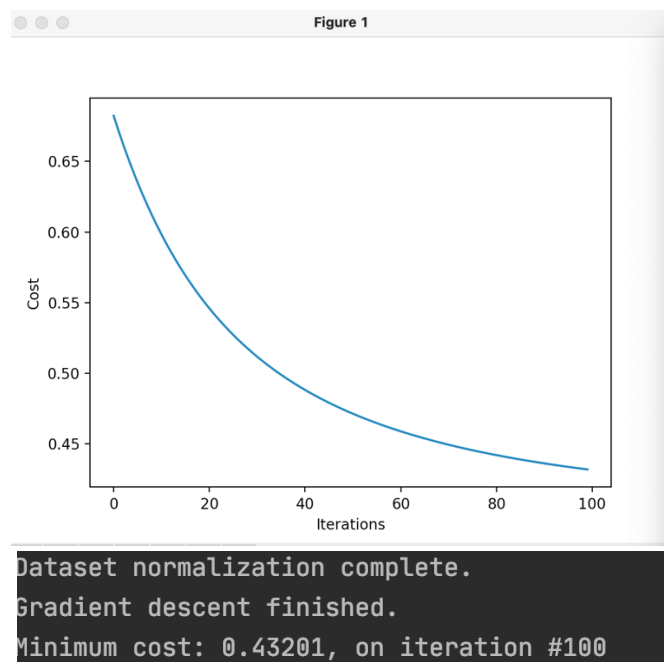 Figure 1
0.65
0.60
0.55
0.50
0.45
Cost
0 20 40 60 80 100
Iterations
Dataset normalization complete.
Gradient descent finished.
Minimum cost: 0.43201, on iteration #100